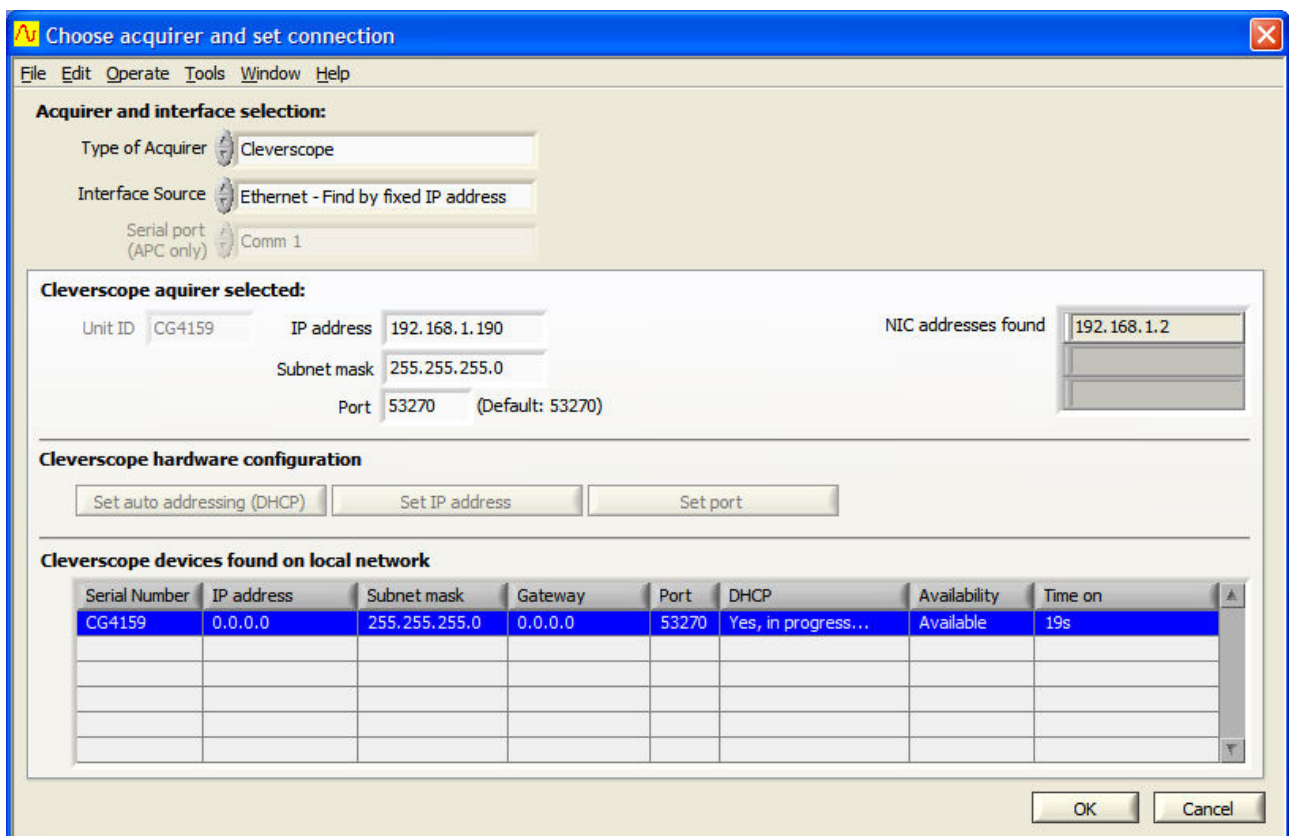 Choose acquirer and set connection
File Edit Operate Tools Window Help
Acquirer and interface selection:
Type of Acquirer Cleverscope
Interface Source Ethernet - Find by fixed IP address
Serial port
(APC only) Comm 1
Cleverscope aquirer selected:
Unit ID CG4159 IP address 192.168.1.190 NIC addresses found 192.168.1.2
Subnet mask 255.255.255.0
Port 53270 (Default: 53270)
Cleverscope hardware configuration
Set auto addressing (DHCP) Set IP address Set port
Cleverscope devices found on local network
Serial Number IP address Subnet mask Gateway Port DHCP Availability Time on
CG4159 0.0.0.0 255.255.255.0 0.0.0.0 53270 Yes, in progress... Available 19s
OK Cancel